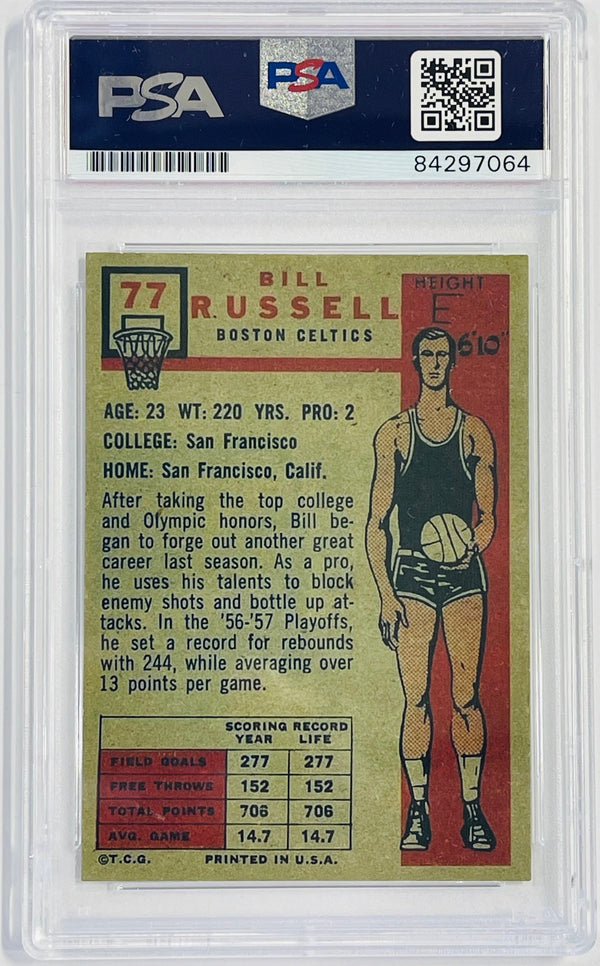 PSA
PSA
84297064
77
BILL
RUSSELL
BOSTON CELTICS
HEIGHT
6'10"
AGE: 23 WT: 220 YRS. PRO: 2
COLLEGE: San Francisco
HOME: San Francisco, Calif.
After taking the top college
and Olympic honors, Bill be-
gan to forge out another great
career last season. As a pro,
he uses his talents to block
enemy shots and bottle up at-
tacks. In the '56-'57 Playoffs,
he set a record for rebounds
with 244, while averaging over
13 points per game.
SCORING RECORD
YEAR LIFE
FIELD GOALS 277 277
FREE THROWS 152 152
TOTAL POINTS 706 706
AVG. GAME 14.7 14.7
©T.C.G. PRINTED IN U.S.A.